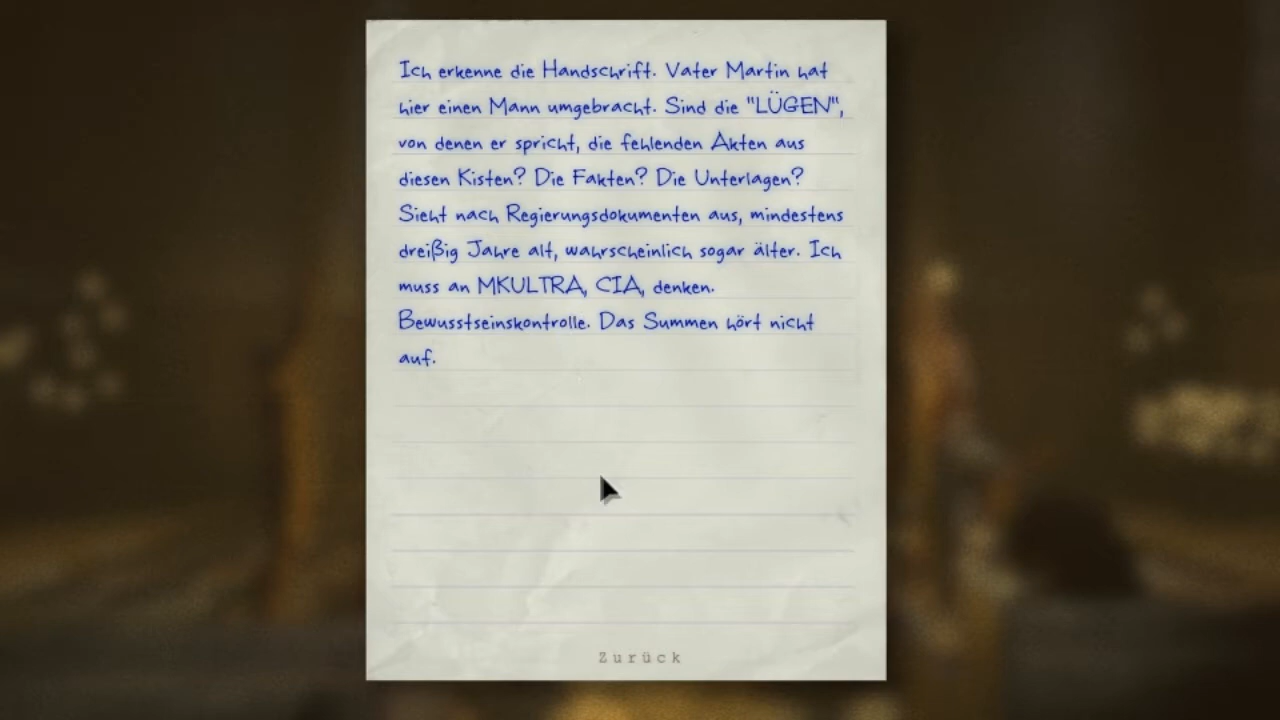 Ich erkenne die Handschrift. Vater Martin hat
hier einen Mann umgebracht. Sind die "LÜGEN",
von denen er spricht, die fehlenden Akten aus
diesen Kisten? Die Fakten? Die Unterlagen?
Sieht nach Regierungsdokumenten aus, mindestens
dreißig Jahre alt, wahrscheinlich sogar älter. Ich
muss an MKULTRA, CIA, denken.
Bewusstseinskontrolle. Das Summen hört nicht
auf.
Zurück